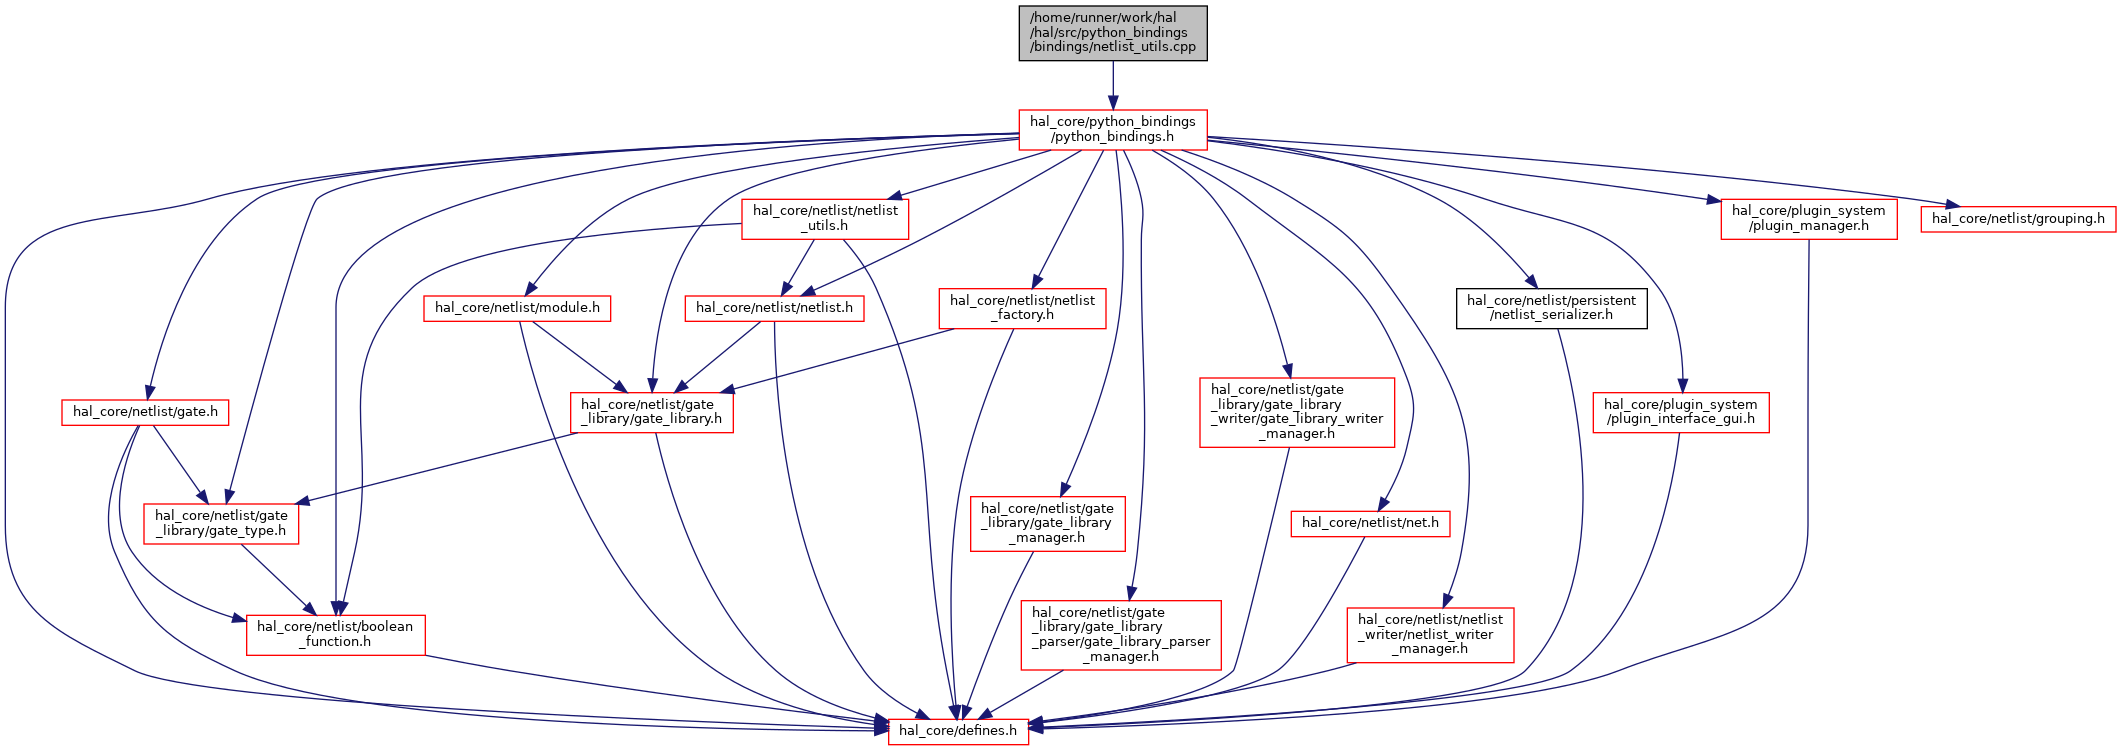 /home/runner/work/hal
/hal/src/python_bindings
/bindings/netlist_utils.cpp
hal_core/python_bindings
/python_bindings.h
hal_core/netlist/netlist
_utils.h
hal_core/plugin_system
/plugin_manager.h
hal_core/netlist/grouping.h
hal_core/netlist/module.h
hal_core/netlist/netlist.h
hal_core/netlist/netlist
_factory.h
hal_core/netlist/persistent
/netlist_serializer.h
hal_core/netlist/gate.h
hal_core/netlist/gate
_library/gate_library.h
hal_core/netlist/gate
_library/gate_library
_writer/gate_library_writer
_manager.h
hal_core/plugin_system
/plugin_interface_gui.h
hal_core/netlist/gate
_library/gate_type.h
hal_core/netlist/gate
_library/gate_library
_manager.h
hal_core/netlist/net.h
hal_core/netlist/boolean
_function.h
hal_core/netlist/gate
_library/gate_library
_parser/gate_library_parser
_manager.h
hal_core/netlist/netlist
_writer/netlist_writer
_manager.h
hal_core/defines.h